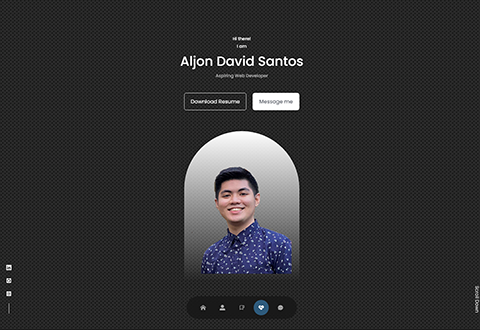 Hi there!
I am
Aljon David Santos
Aspiring Web Developer
Download Resume
Message me
Scroll Down